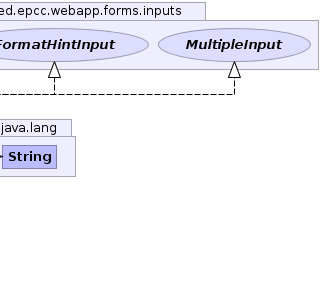 ed.epcc.webapp.forms.inputs
FormatHintInput
MultipleInput
java.lang
String